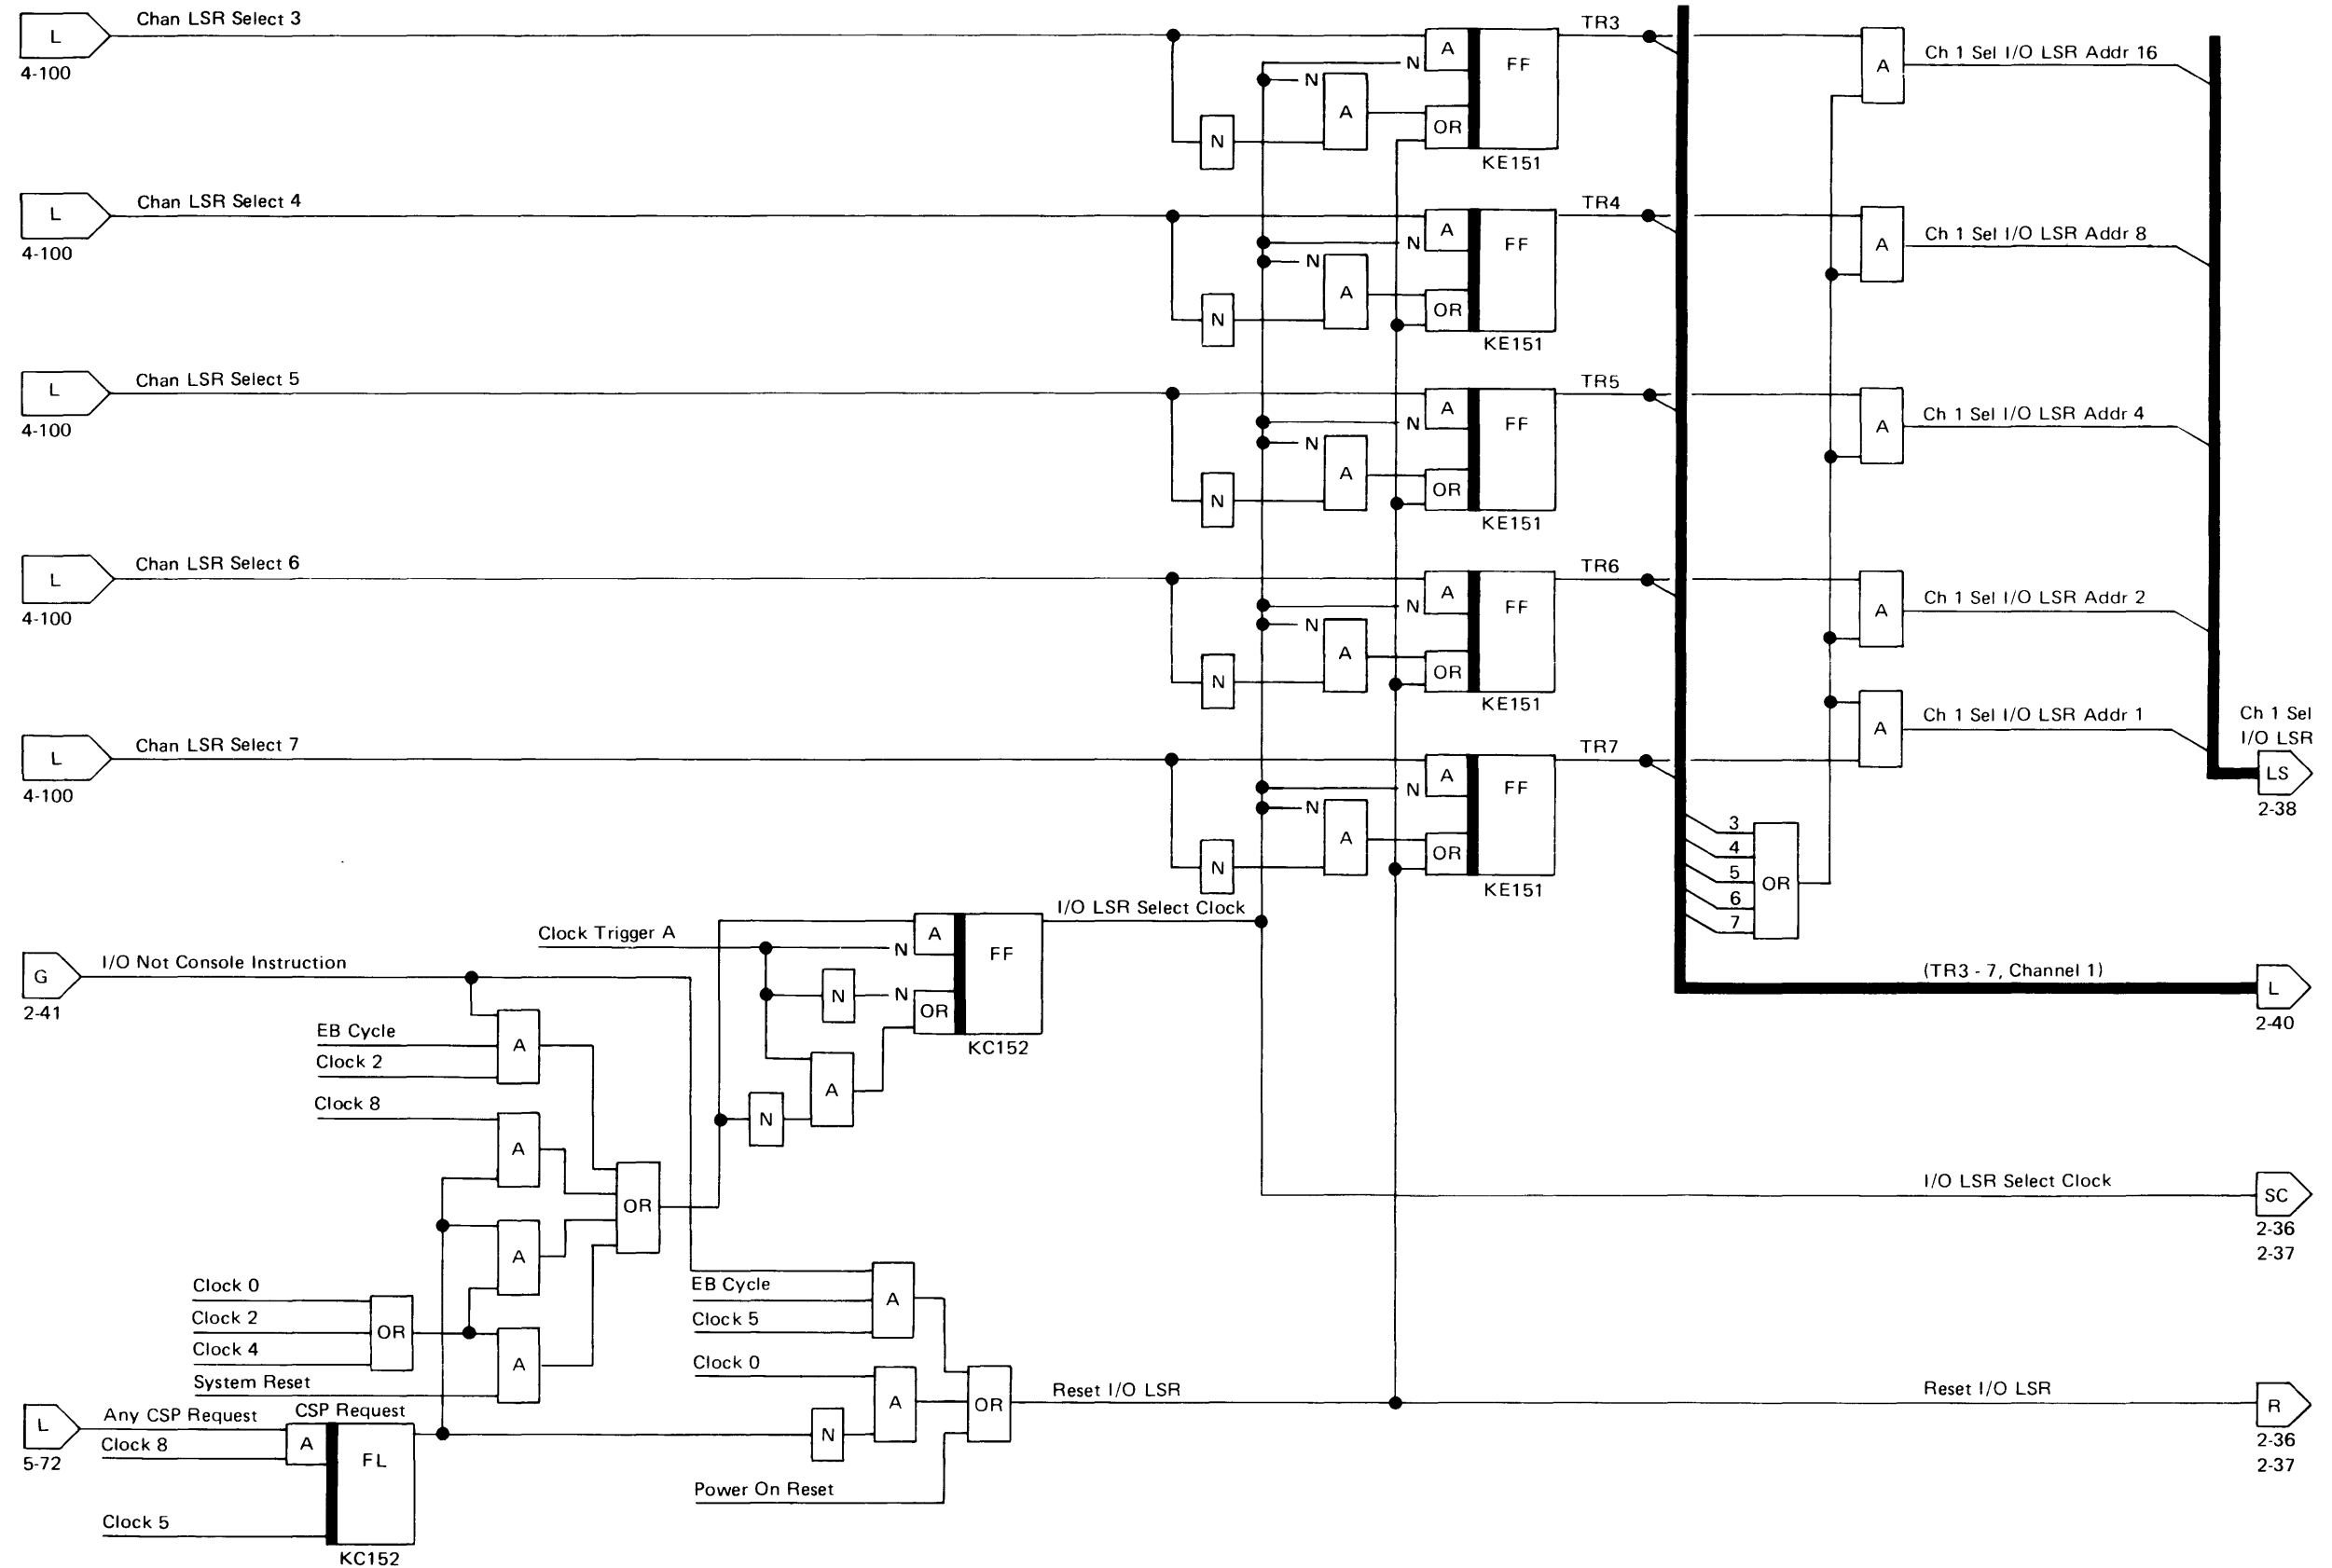 Chan LSR Select 3
L
4-100
N
A
N
N
A
OR
FF
KE151
TR3
A
Ch 1 Sel I/O LSR Addr 16
Chan LSR Select 4
L
4-100
N
A
N
N
A
OR
FF
KE151
TR4
A
Ch 1 Sel I/O LSR Addr 8
Chan LSR Select 5
L
4-100
N
A
N
N
A
OR
FF
KE151
TR5
A
Ch 1 Sel I/O LSR Addr 4
Chan LSR Select 6
L
4-100
N
A
N
N
A
OR
FF
KE151
TR6
A
Ch 1 Sel I/O LSR Addr 2
Chan LSR Select 7
L
4-100
N
A
N
N
A
OR
FF
KE151
TR7
A
Ch 1 Sel I/O LSR Addr 1
Ch 1 Sel
I/O LSR
LS
2-38
3
4
5
6
7
OR
(TR3 - 7, Channel 1)
L
2-40
I/O Not Console Instruction
G
2-41
EB Cycle
Clock 2
A
Clock 8
A
A
Clock 0
Clock 2
Clock 4
OR
System Reset
A
OR
Clock Trigger A
N
N
N
A
N
A
OR
FF
KC152
I/O LSR Select Clock
I/O LSR Select Clock
SC
2-36
2-37
EB Cycle
Clock 5
A
Clock 0
A
N
OR
Power On Reset
Reset I/O LSR
Reset I/O LSR
R
2-36
2-37
Any CSP Request
L
5-72
Clock 8
CSP Request
A
FL
Clock 5
KC152